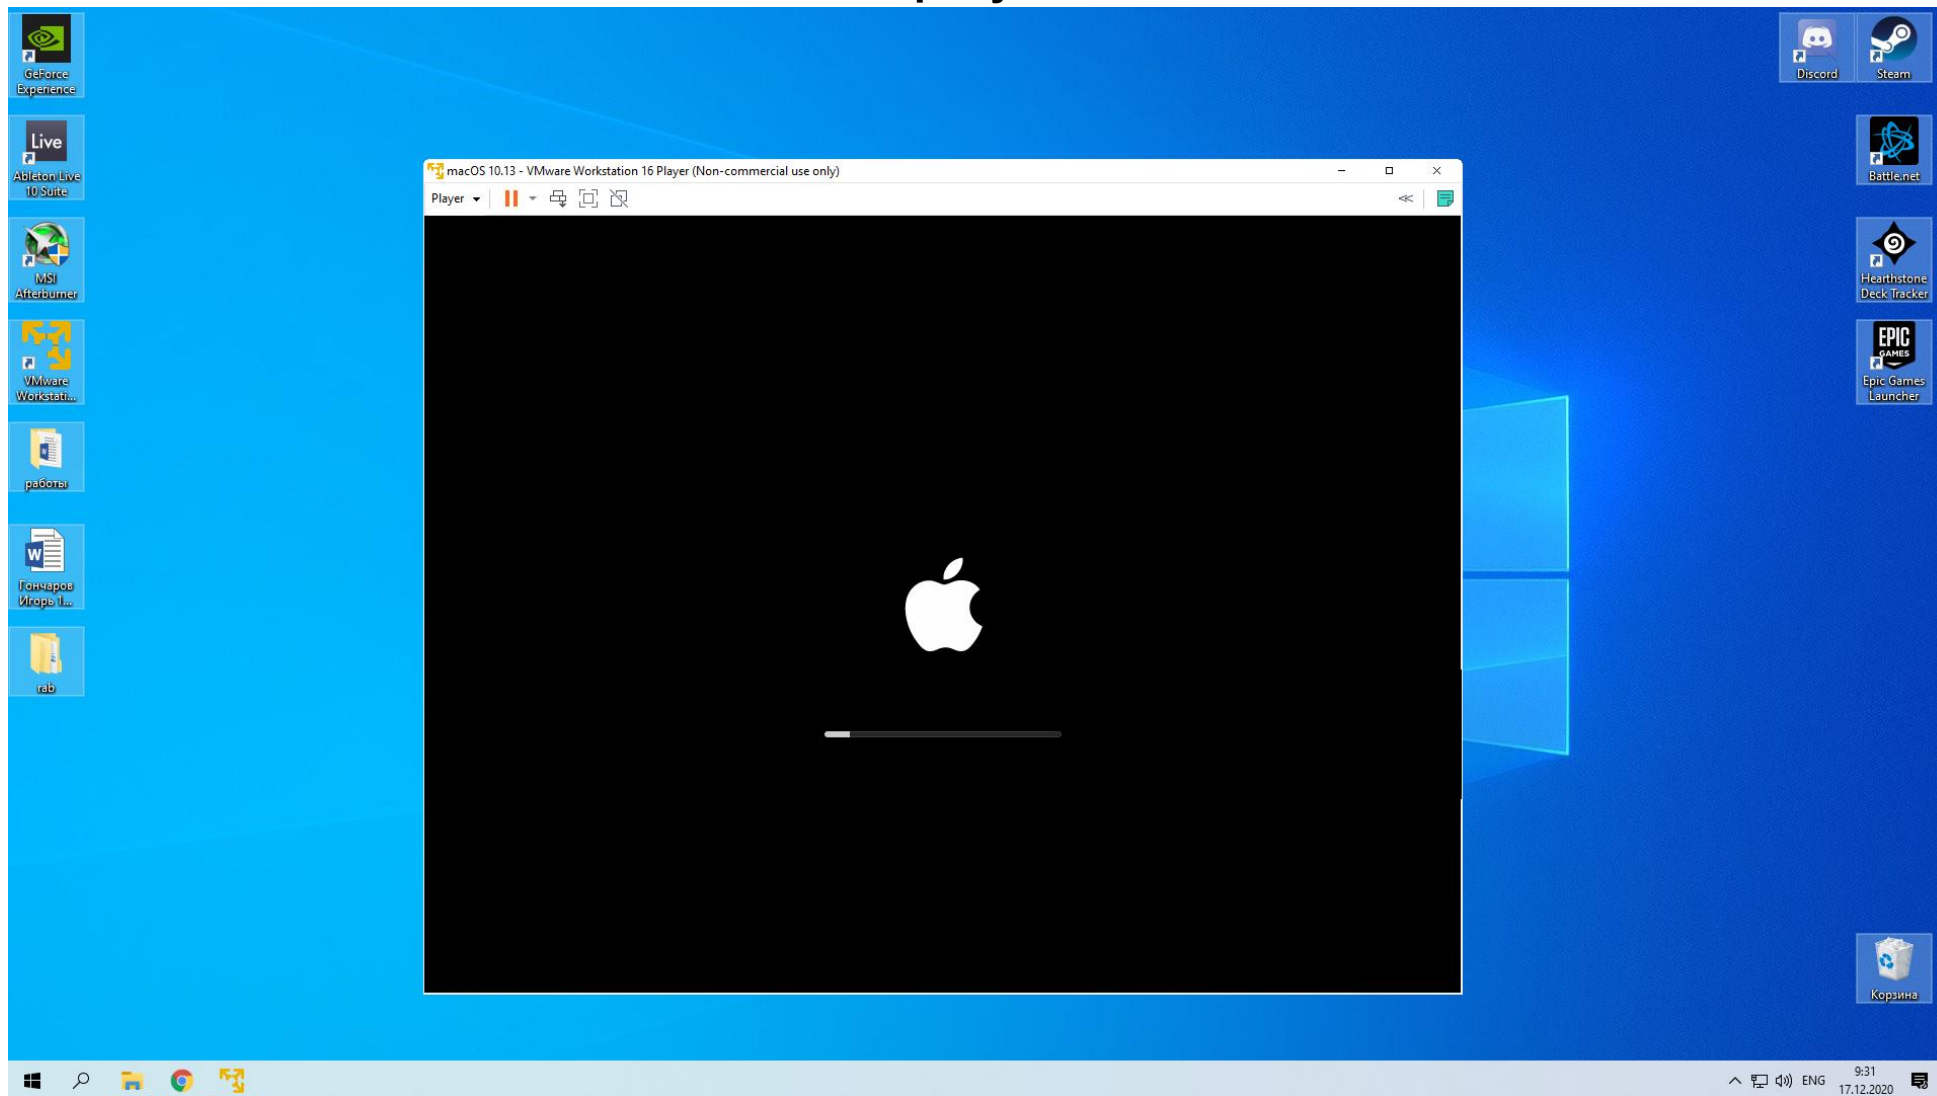 GeForce
Experience
Live
Ableton Live
10 Suite
MSI
Afterburner
VMware
Workstati...
работы
W
Гончаров
Игорь 1...
rab
macOS 10.13 - VMware Workstation 16 Player (Non-commercial use only)
Player
Discord
Steam
Battle.net
Hearthstone
Deck Tracker
EPIC
GAMES
Epic Games
Launcher
Корзина
ENG
9:31
17.12.2020